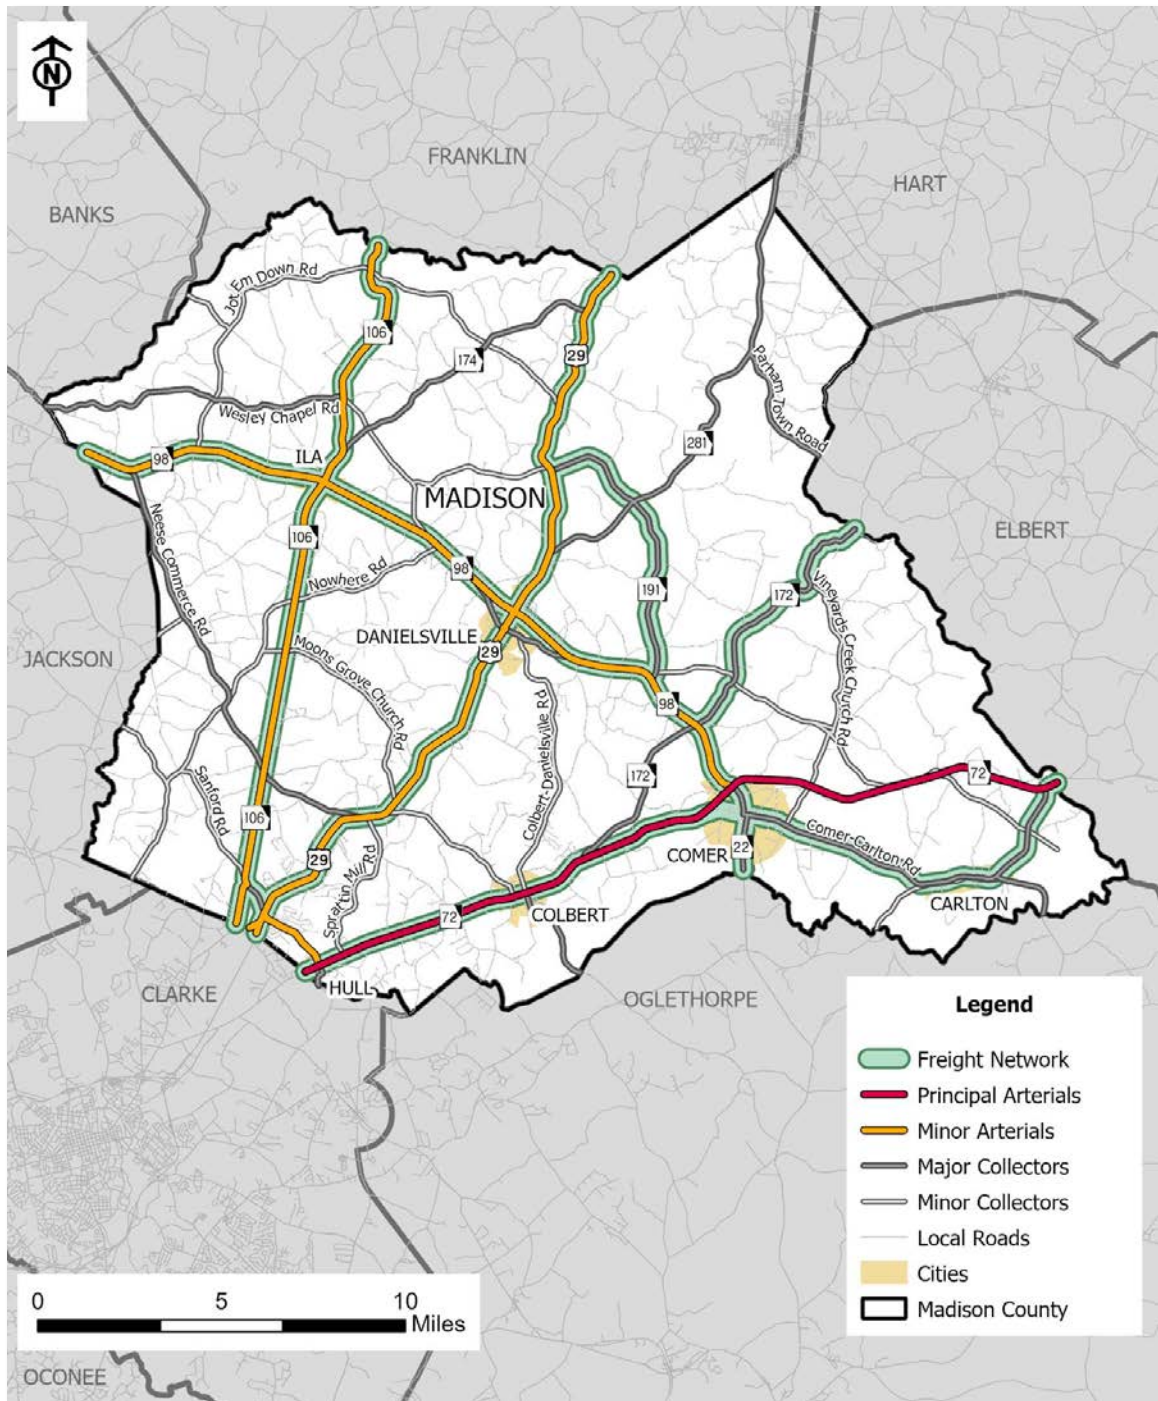 N
FRANKLIN
HART
BANKS
Jot Em Down Rd
106
174
29
Parham Town Road
Wesley Chapel Rd
281
98
ILA
MADISON
ELBERT
Neese Commerce Rd
106
Nowhere Rd
98
191
172
Vineyards Creek Church Rd
DANIELSVILLE
29
JACKSON
Moons Grove Church Rd
98
Colbert-Danielsville RD
172
72
Sanford Rd
106
Comer-Carlton Rd
22
COMER
29
Sprattin Mill Rd
CARLTON
COLBERT
72
HULL
CLARKE
OGLETHORPE
Legend
Freight Network
Principal Arterials
Minor Arterials
Major Collectors
Minor Collectors
Local Roads
Cities
Madison County
0 5 10
Miles
OCONEE